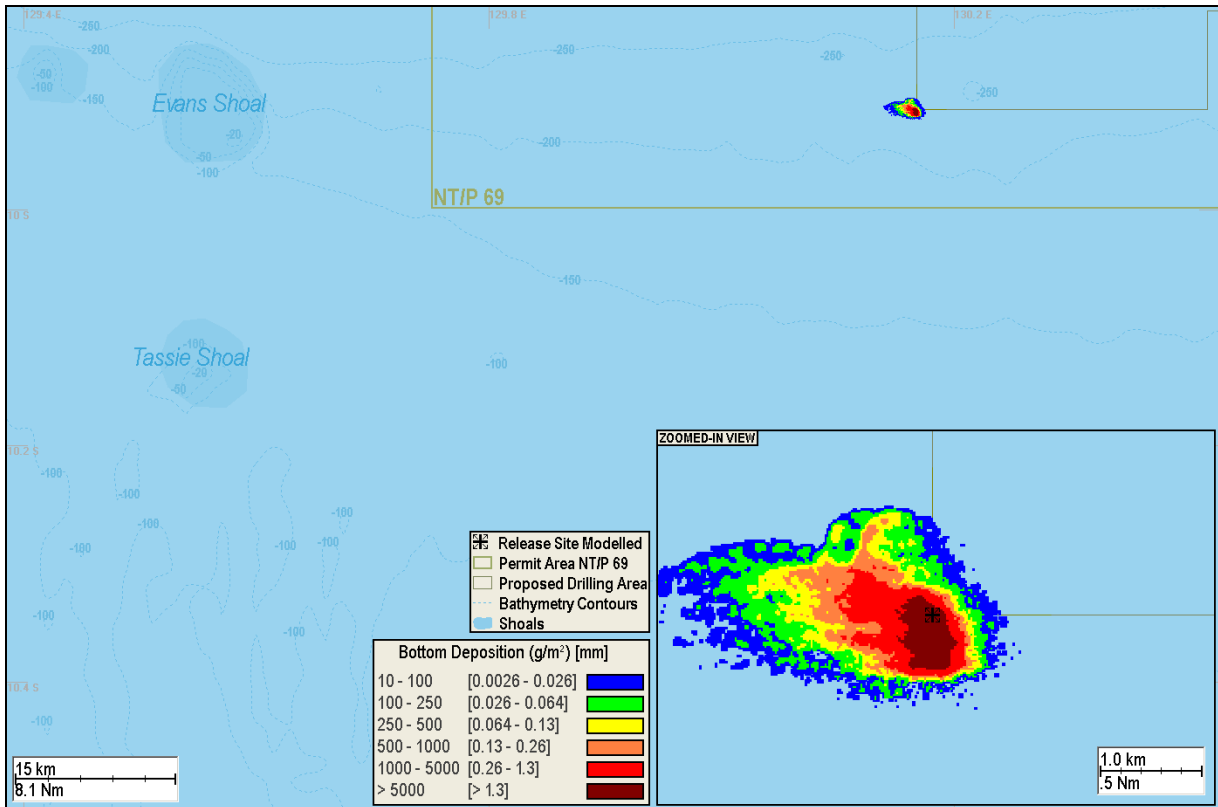 129.4 E
129.8 E
130.2 E
-250
-200
-250
-250
-50
-100
-150
Evans Shoal
-250
-20
-50
-100
-200
NT/P 69
10 S
-150
-100
Tassie Shoal
-20
-50
-100
10.2 S
-100
-100
-100
-100
-100
-100
-100
-100
-100
10.4 S
-100
ZOOMED-IN VIEW
Release Site Modelled
Permit Area NT/P 69
Proposed Drilling Area
Bathymetry Contours
Shoals
Bottom Deposition (g/m²) [mm]
10 - 100 [0.0026 - 0.026]
100 - 250 [0.026 - 0.064]
250 - 500 [0.064 - 0.13]
500 - 1000 [0.13 - 0.26]
1000 - 5000 [0.26 - 1.3]
> 5000 [> 1.3]
15 km
8.1 Nm
1.0 km
.5 Nm